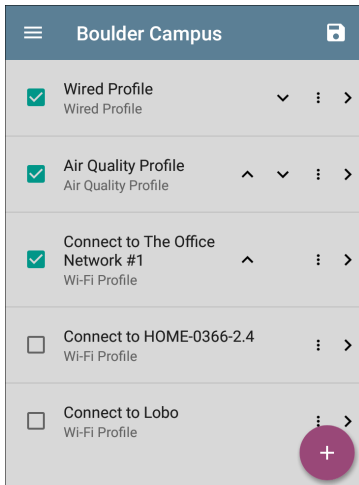 Boulder Campus
Wired Profile
Wired Profile
Air Quality Profile
Air Quality Profile
Connect to The Office
Network #1
Wi-Fi Profile
Connect to HOME-0366-2.4
Wi-Fi Profile
Connect to Lobo
Wi-Fi Profile